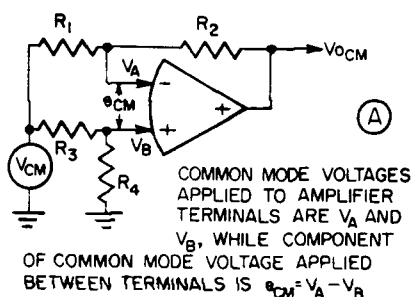 R1
R2
VA
VOCM
eCM
VB
R3
VCM
R4
A
COMMON MODE VOLTAGES
APPLIED TO AMPLIFIER
TERMINALS ARE VA AND
VB, WHILE COMPONENT
OF COMMON MODE VOLTAGE APPLIED
BETWEEN TERMINALS IS eCM=VA-VB